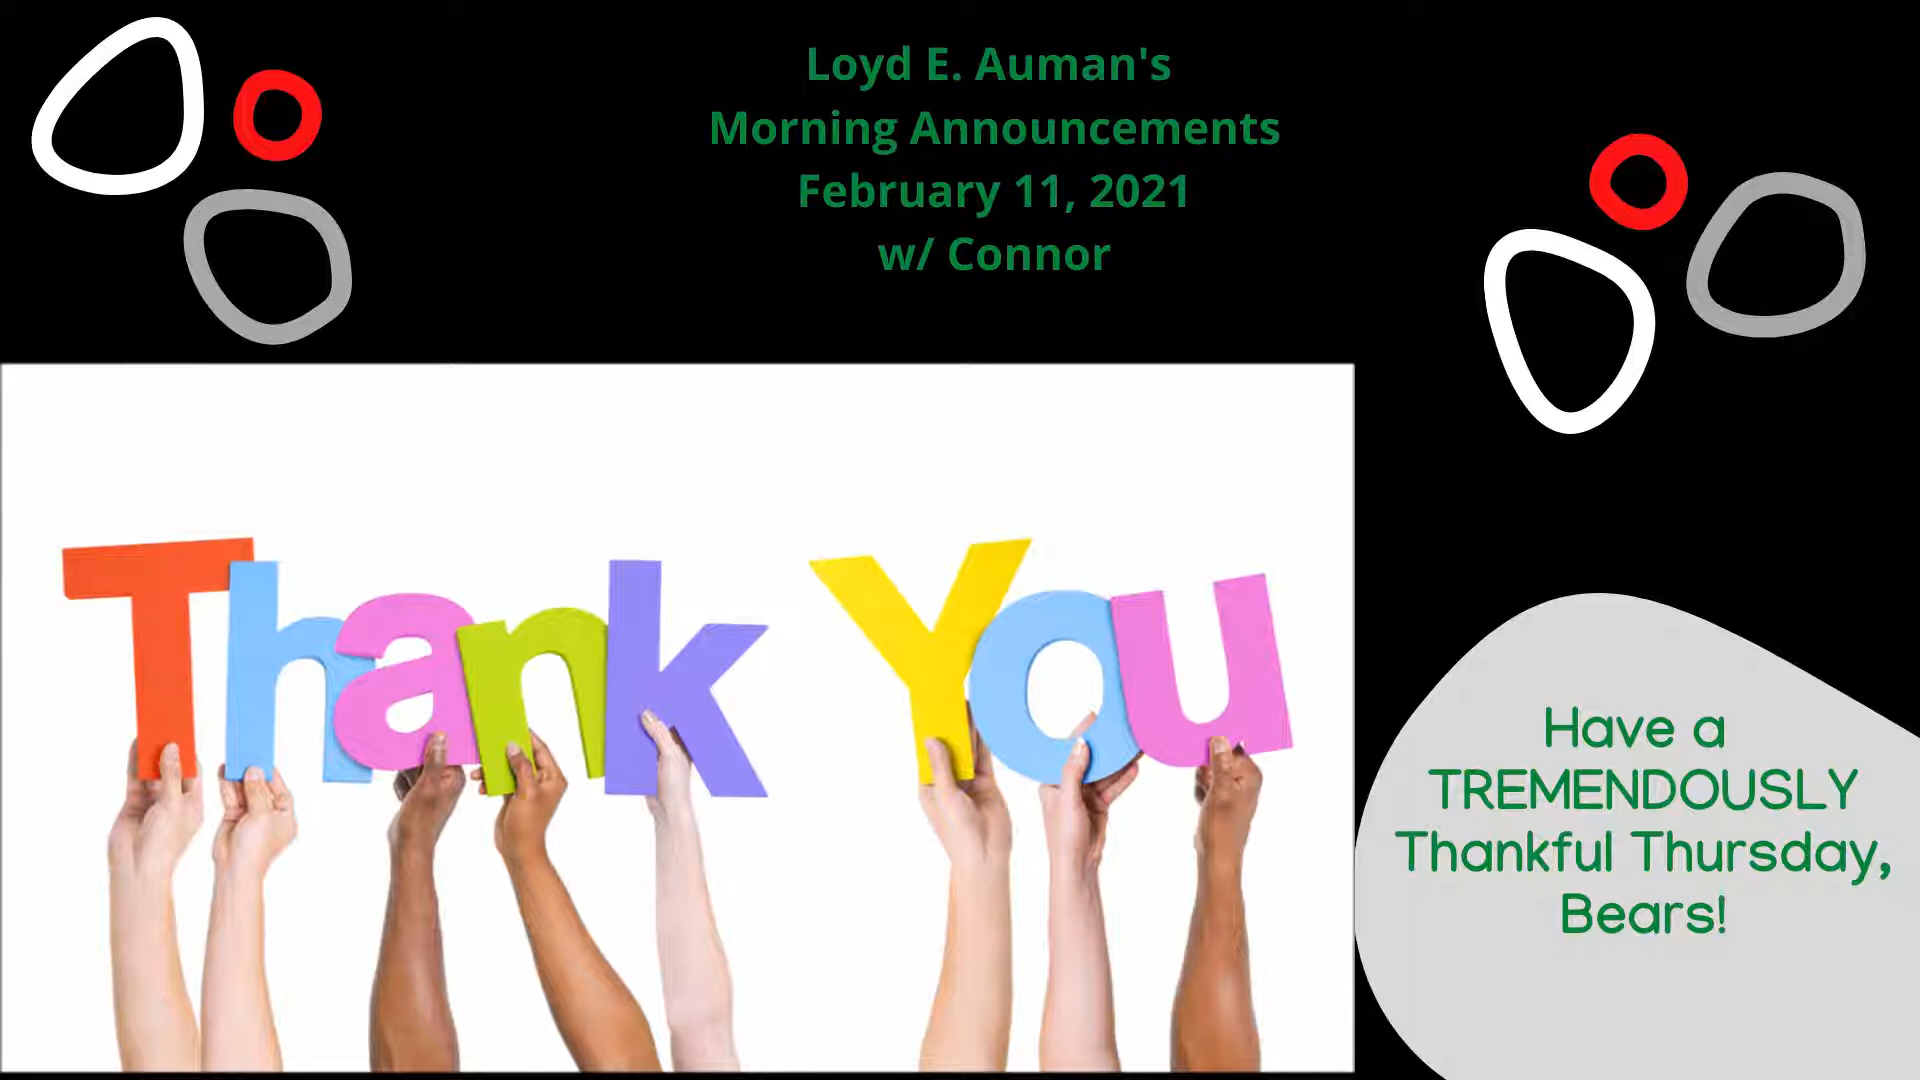 Loyd E. Auman's
Morning Announcements
February 11, 2021
w/ Connor
Thank You
Have a
TREMENDOUSLY
Thankful Thursday,
Bears!